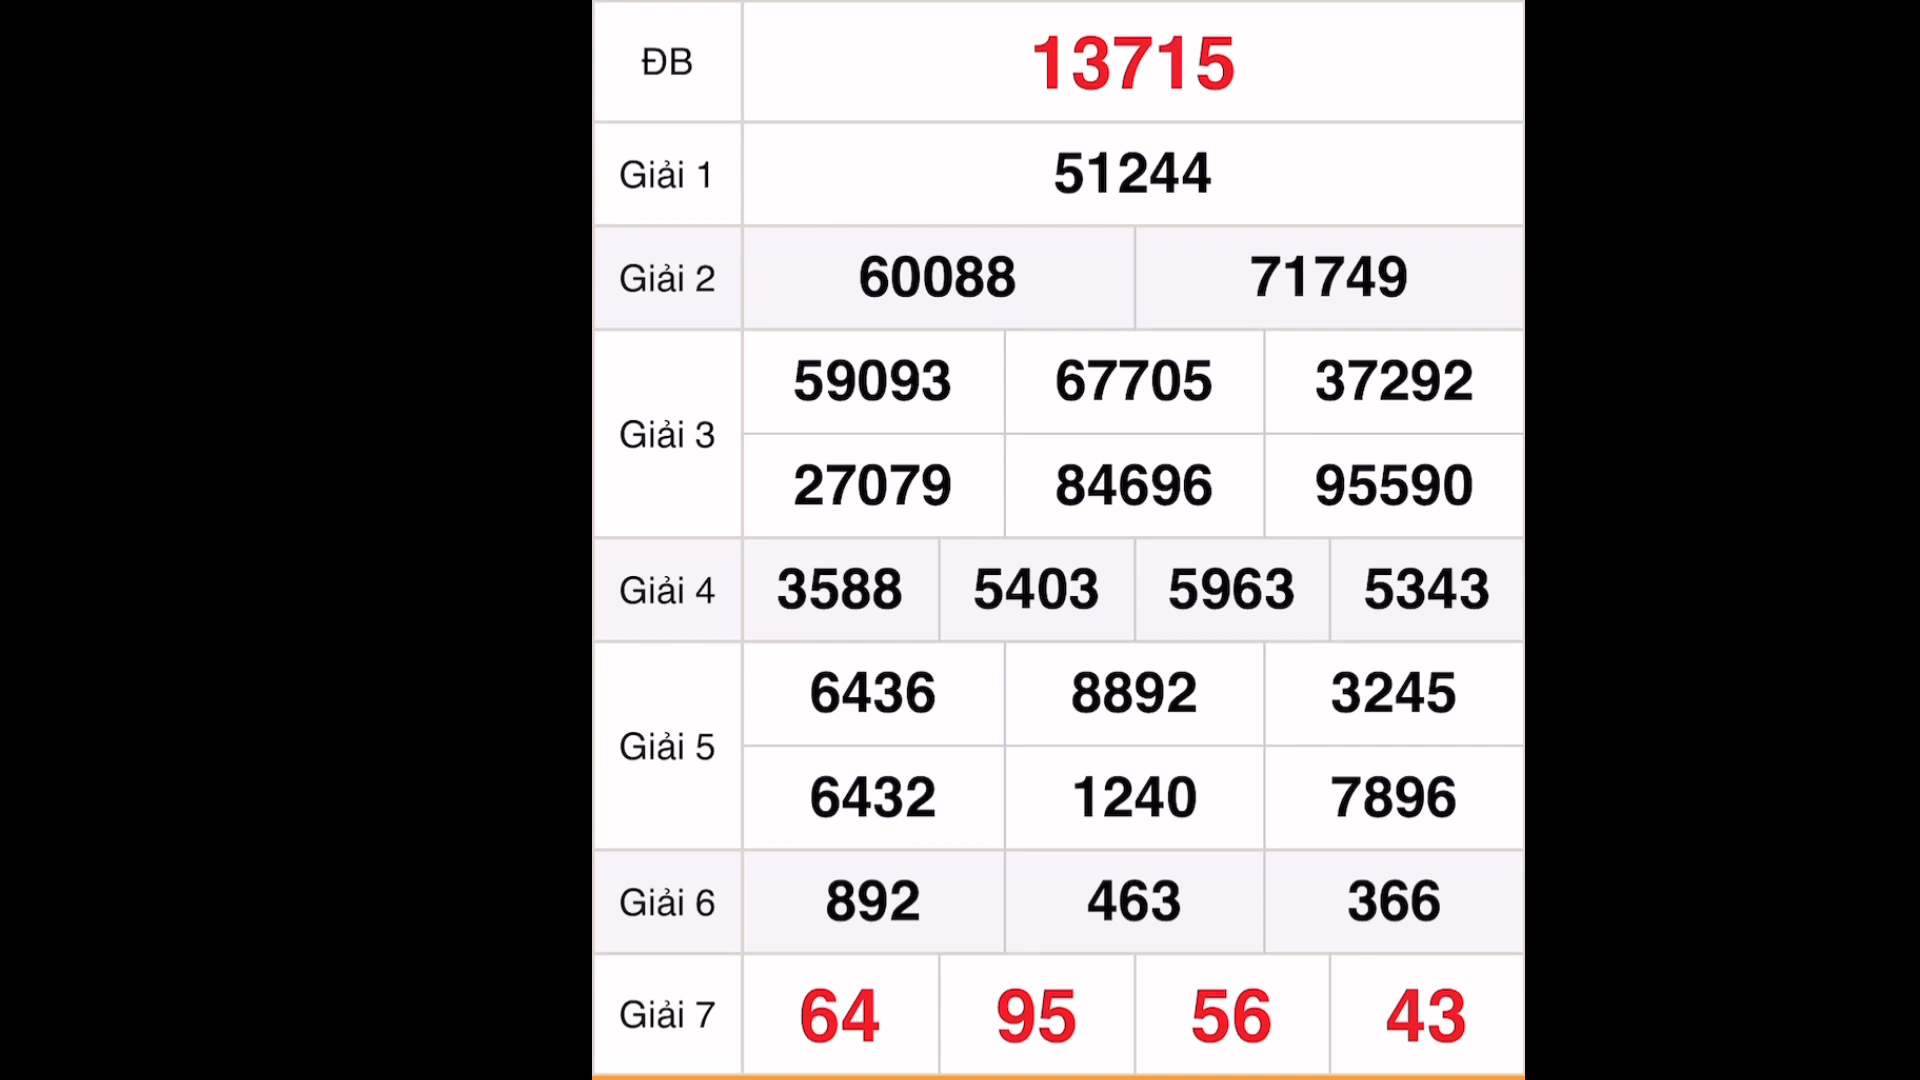 ĐB 13715
Giải 1 51244
Giải 2 60088 71749
Giải 3 59093 67705 37292
27079 84696 95590
Giải 4 3588 5403 5963 5343
Giải 5 6436 8892 3245
6432 1240 7896
Giải 6 892 463 366
Giải 7 64 95 56 43